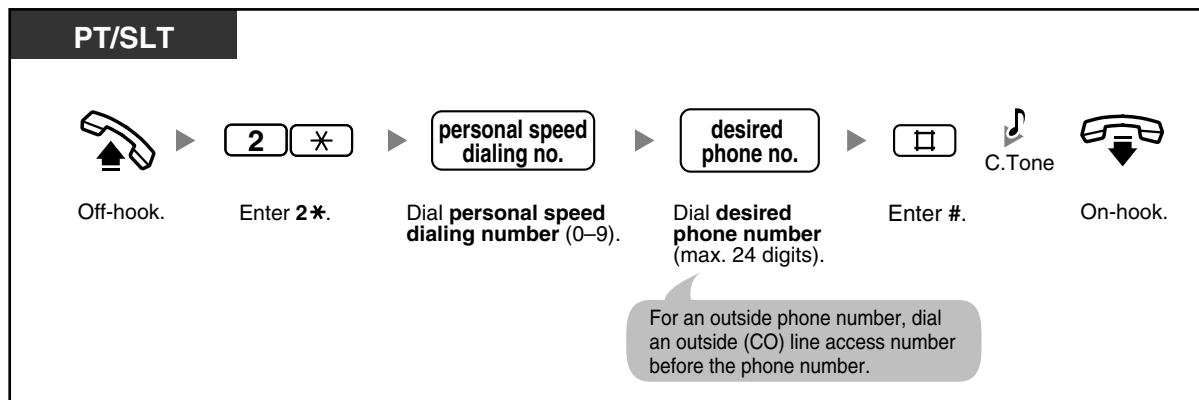 PT/SLT
2 ✳
personal speed
dialing no.
desired
phone no.
#
C.Tone
Off-hook.
Enter 2✳.
Dial personal speed
dialing number (0–9).
Dial desired
phone number
(max. 24 digits).
Enter #.
On-hook.
For an outside phone number, dial
an outside (CO) line access number
before the phone number.